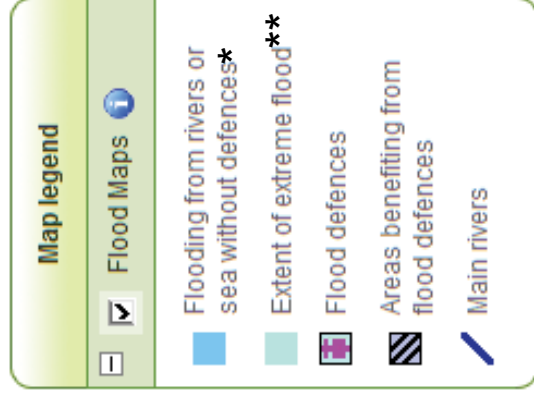 Map legend
Flood Maps
Flooding from rivers or
sea without defences*
Extent of extreme flood**
Flood defences
Areas benefiting from
flood defences
Main rivers